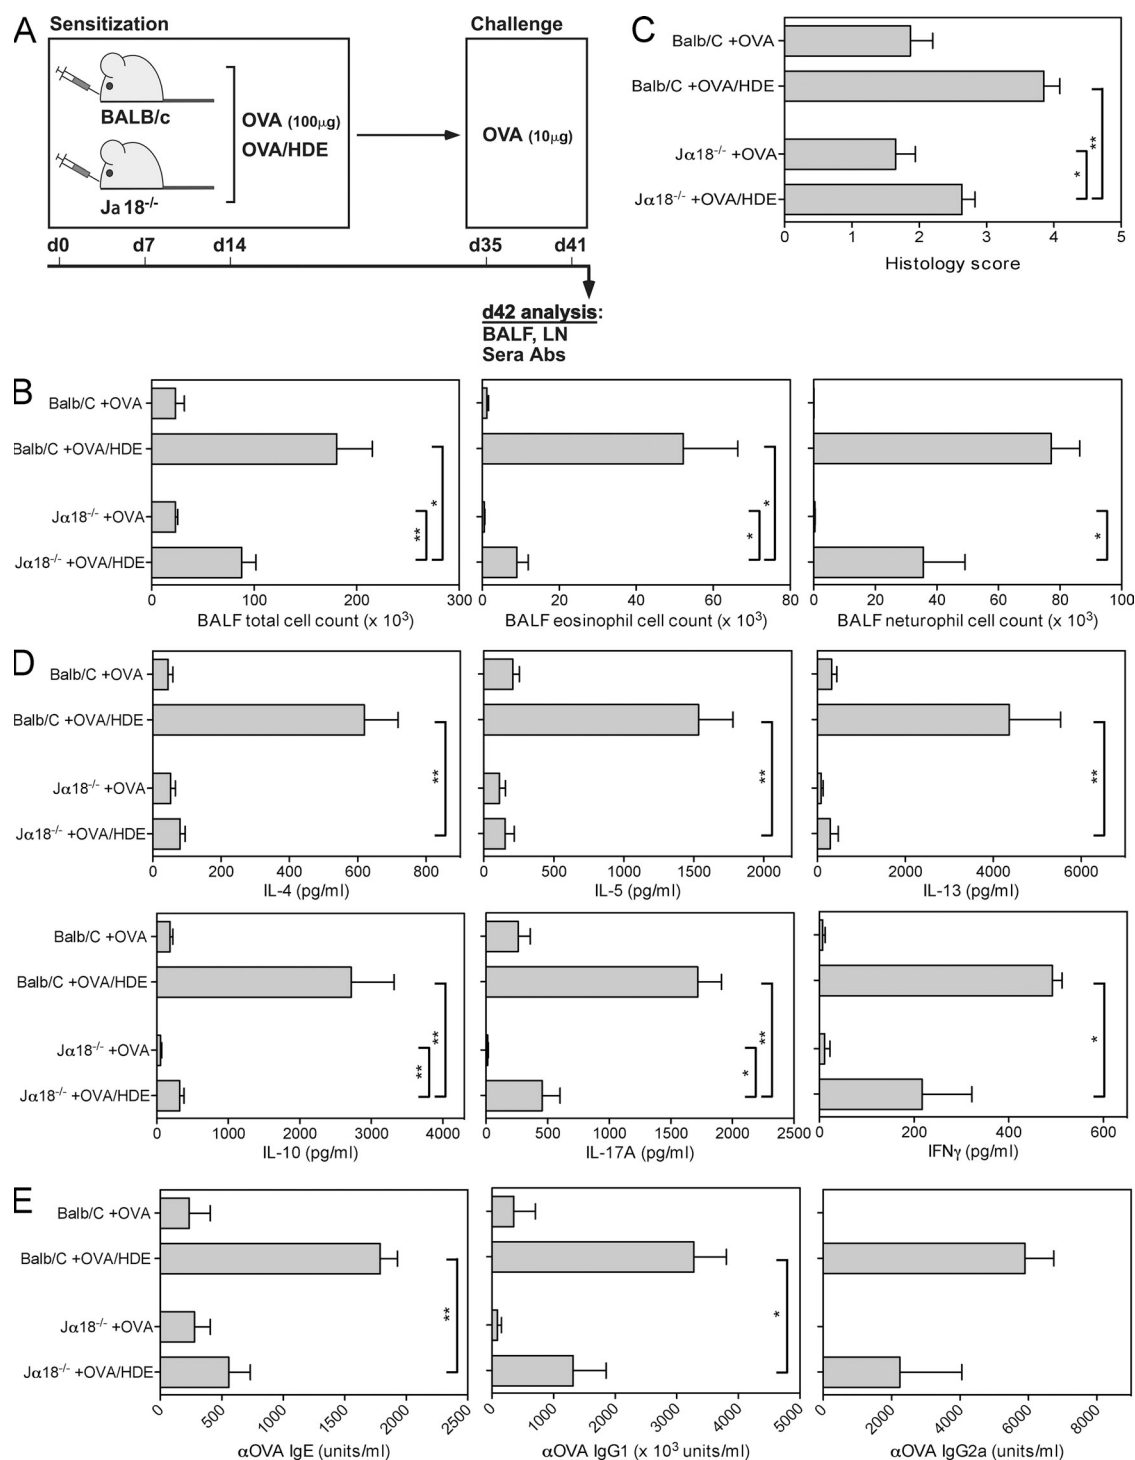 A
Sensitization
Challenge
BALB/c
Ja18-/-
OVA (100μg)
OVA/HDE
OVA (10μg)
d0 d7 d14 d35 d41
d42 analysis:
BALF, LN
Sera Abs
C
Balb/C +OVA
Balb/C +OVA/HDE
Jα18-/- +OVA
Jα18-/- +OVA/HDE
**
*
0 1 2 3 4 5
Histology score
B
Balb/C +OVA
Balb/C +OVA/HDE
Jα18-/- +OVA
Jα18-/- +OVA/HDE
*
**
*
*
*
0 100 200 300
0 20 40 60 80
0 20 40 60 80 100
BALF total cell count (x 10³)
BALF eosinophil cell count (x 10³)
BALF neturophil cell count (x 10³)
D
Balb/C +OVA
Balb/C +OVA/HDE
Jα18-/- +OVA
Jα18-/- +OVA/HDE
**
**
**
0 200 400 600 800
0 500 1000 1500 2000
0 2000 4000 6000
IL-4 (pg/ml)
IL-5 (pg/ml)
IL-13 (pg/ml)
Balb/C +OVA
Balb/C +OVA/HDE
Jα18-/- +OVA
Jα18-/- +OVA/HDE
**
**
**
*
*
0 1000 2000 3000 4000
0 500 1000 1500 2000 2500
0 200 400 600
IL-10 (pg/ml)
IL-17A (pg/ml)
IFNγ (pg/ml)
E
Balb/C +OVA
Balb/C +OVA/HDE
Jα18-/- +OVA
Jα18-/- +OVA/HDE
**
*
0 500 1000 1500 2000 2500
0 1000 2000 3000 4000 5000
0 2000 4000 6000 8000
αOVA IgE (units/ml)
αOVA IgG1 (x 10³ units/ml)
αOVA IgG2a (units/ml)